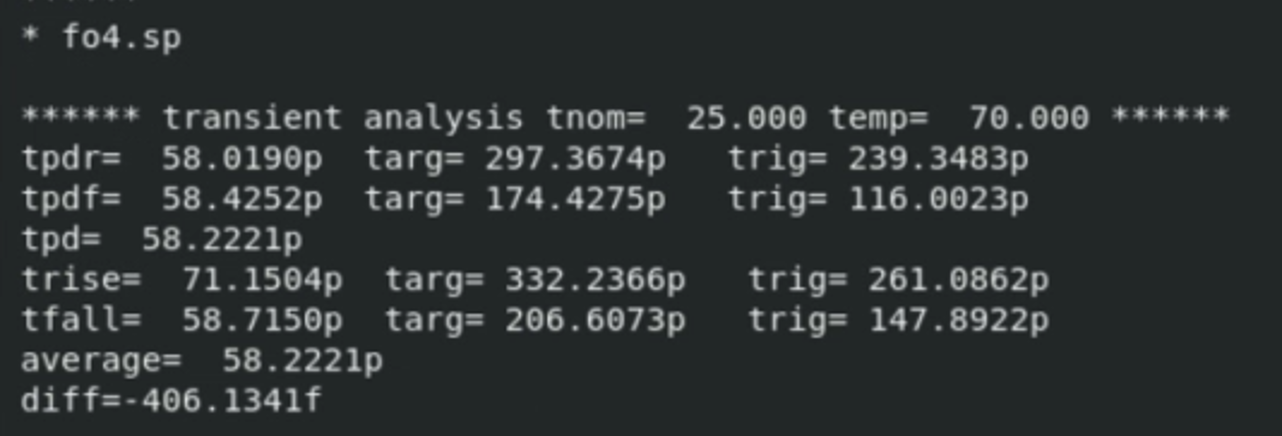 ******
* fo4.sp
****** transient analysis tnom=  25.000 temp=  70.000 ******
tpdr=  58.0190p  targ= 297.3674p   trig= 239.3483p
tpdf=  58.4252p  targ= 174.4275p   trig= 116.0023p
tpd=  58.2221p
trise=  71.1504p  targ= 332.2366p   trig= 261.0862p
tfall=  58.7150p  targ= 206.6073p   trig= 147.8922p
average=  58.2221p
diff=-406.1341f